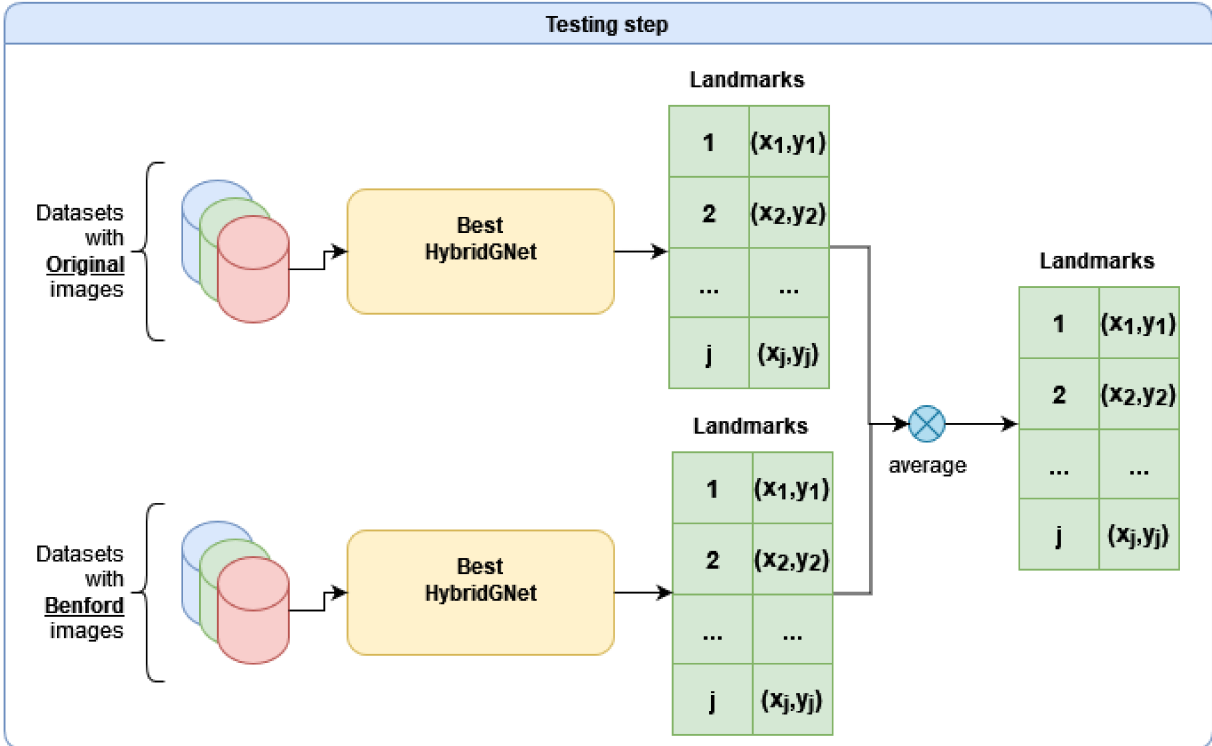 Testing step
Landmarks
1 (x1,y1)
2 (x2,y2)
... ...
j (xj,yj)
Datasets
with
Original
images
Best
HybridGNet
Landmarks
1 (x1,y1)
2 (x2,y2)
... ...
j (xj,yj)
Datasets
with
Benford
images
Best
HybridGNet
average
Landmarks
1 (x1,y1)
2 (x2,y2)
... ...
j (xj,yj)